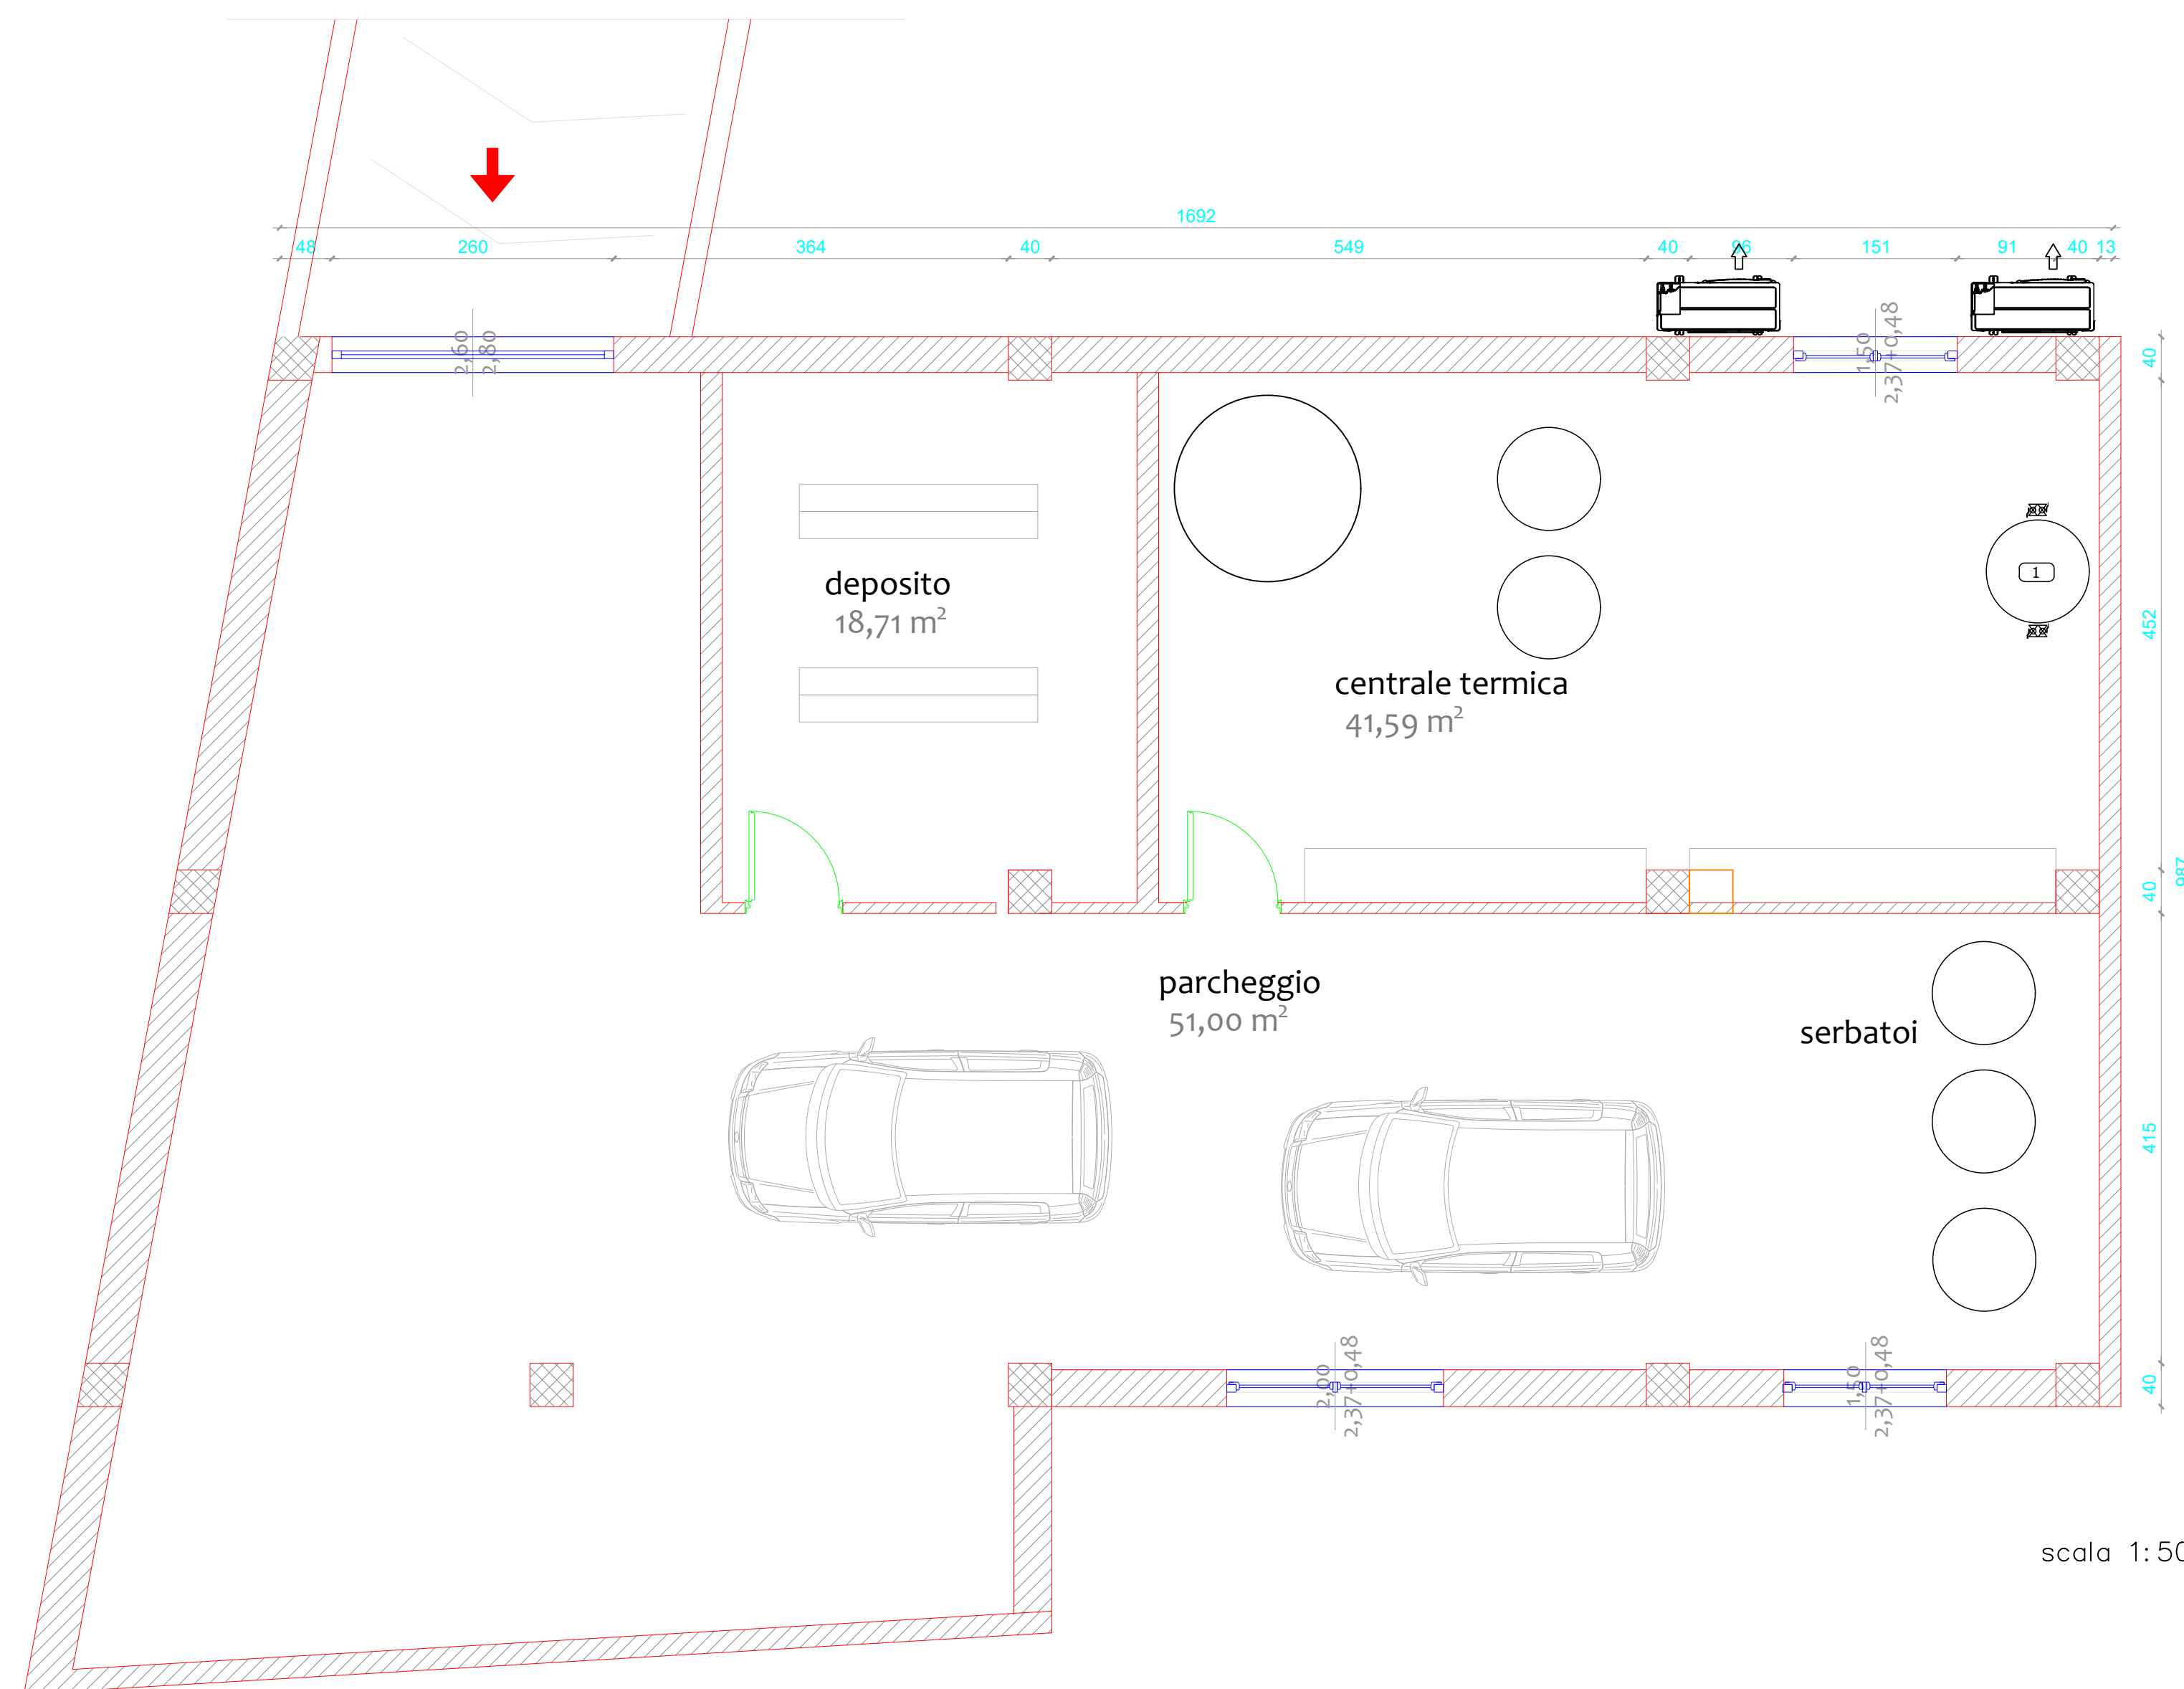 1692
48 260 364 40 549 40 96 151 91 40 13
2,60
2,80
1,50
2,37+0,48
40
1
deposito
18,71 m²
452
centrale termica
41,59 m²
40
987
parcheggio
51,00 m²
serbatoi
415
2,00
2,37+0,48
1,50
2,37+0,48
40
scala 1:50